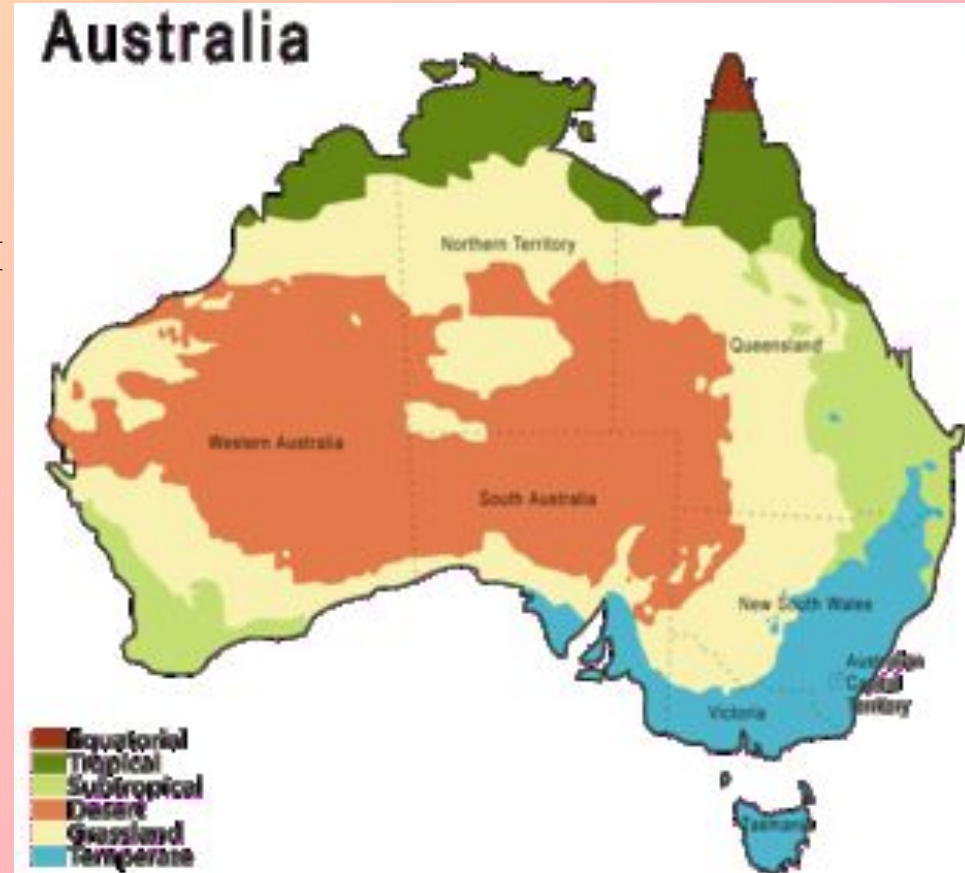 Australia
Northern Territory
Queensland
Western Australia
South Australia
New South Wales
Australian
Capital
Territory
Victoria
Tasmania
Equatorial
Tropical
Subtropical
Desert
Grassland
Temperate